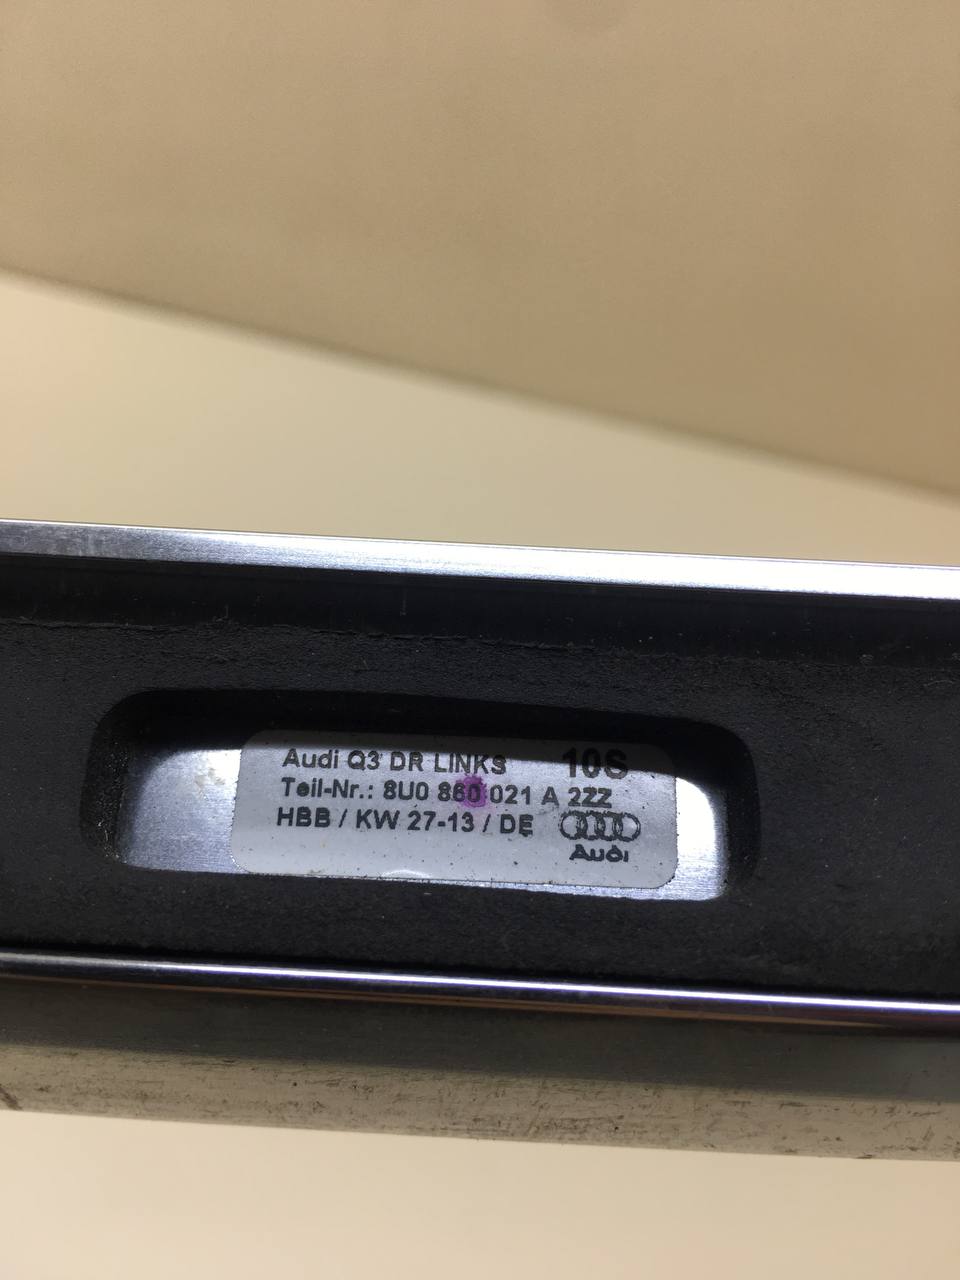 Audi Q3 DR LINKS 10S
Teil-Nr.: 8U0 860 021 A 2ZZ
HBB / KW 27-13 / DE
Audi